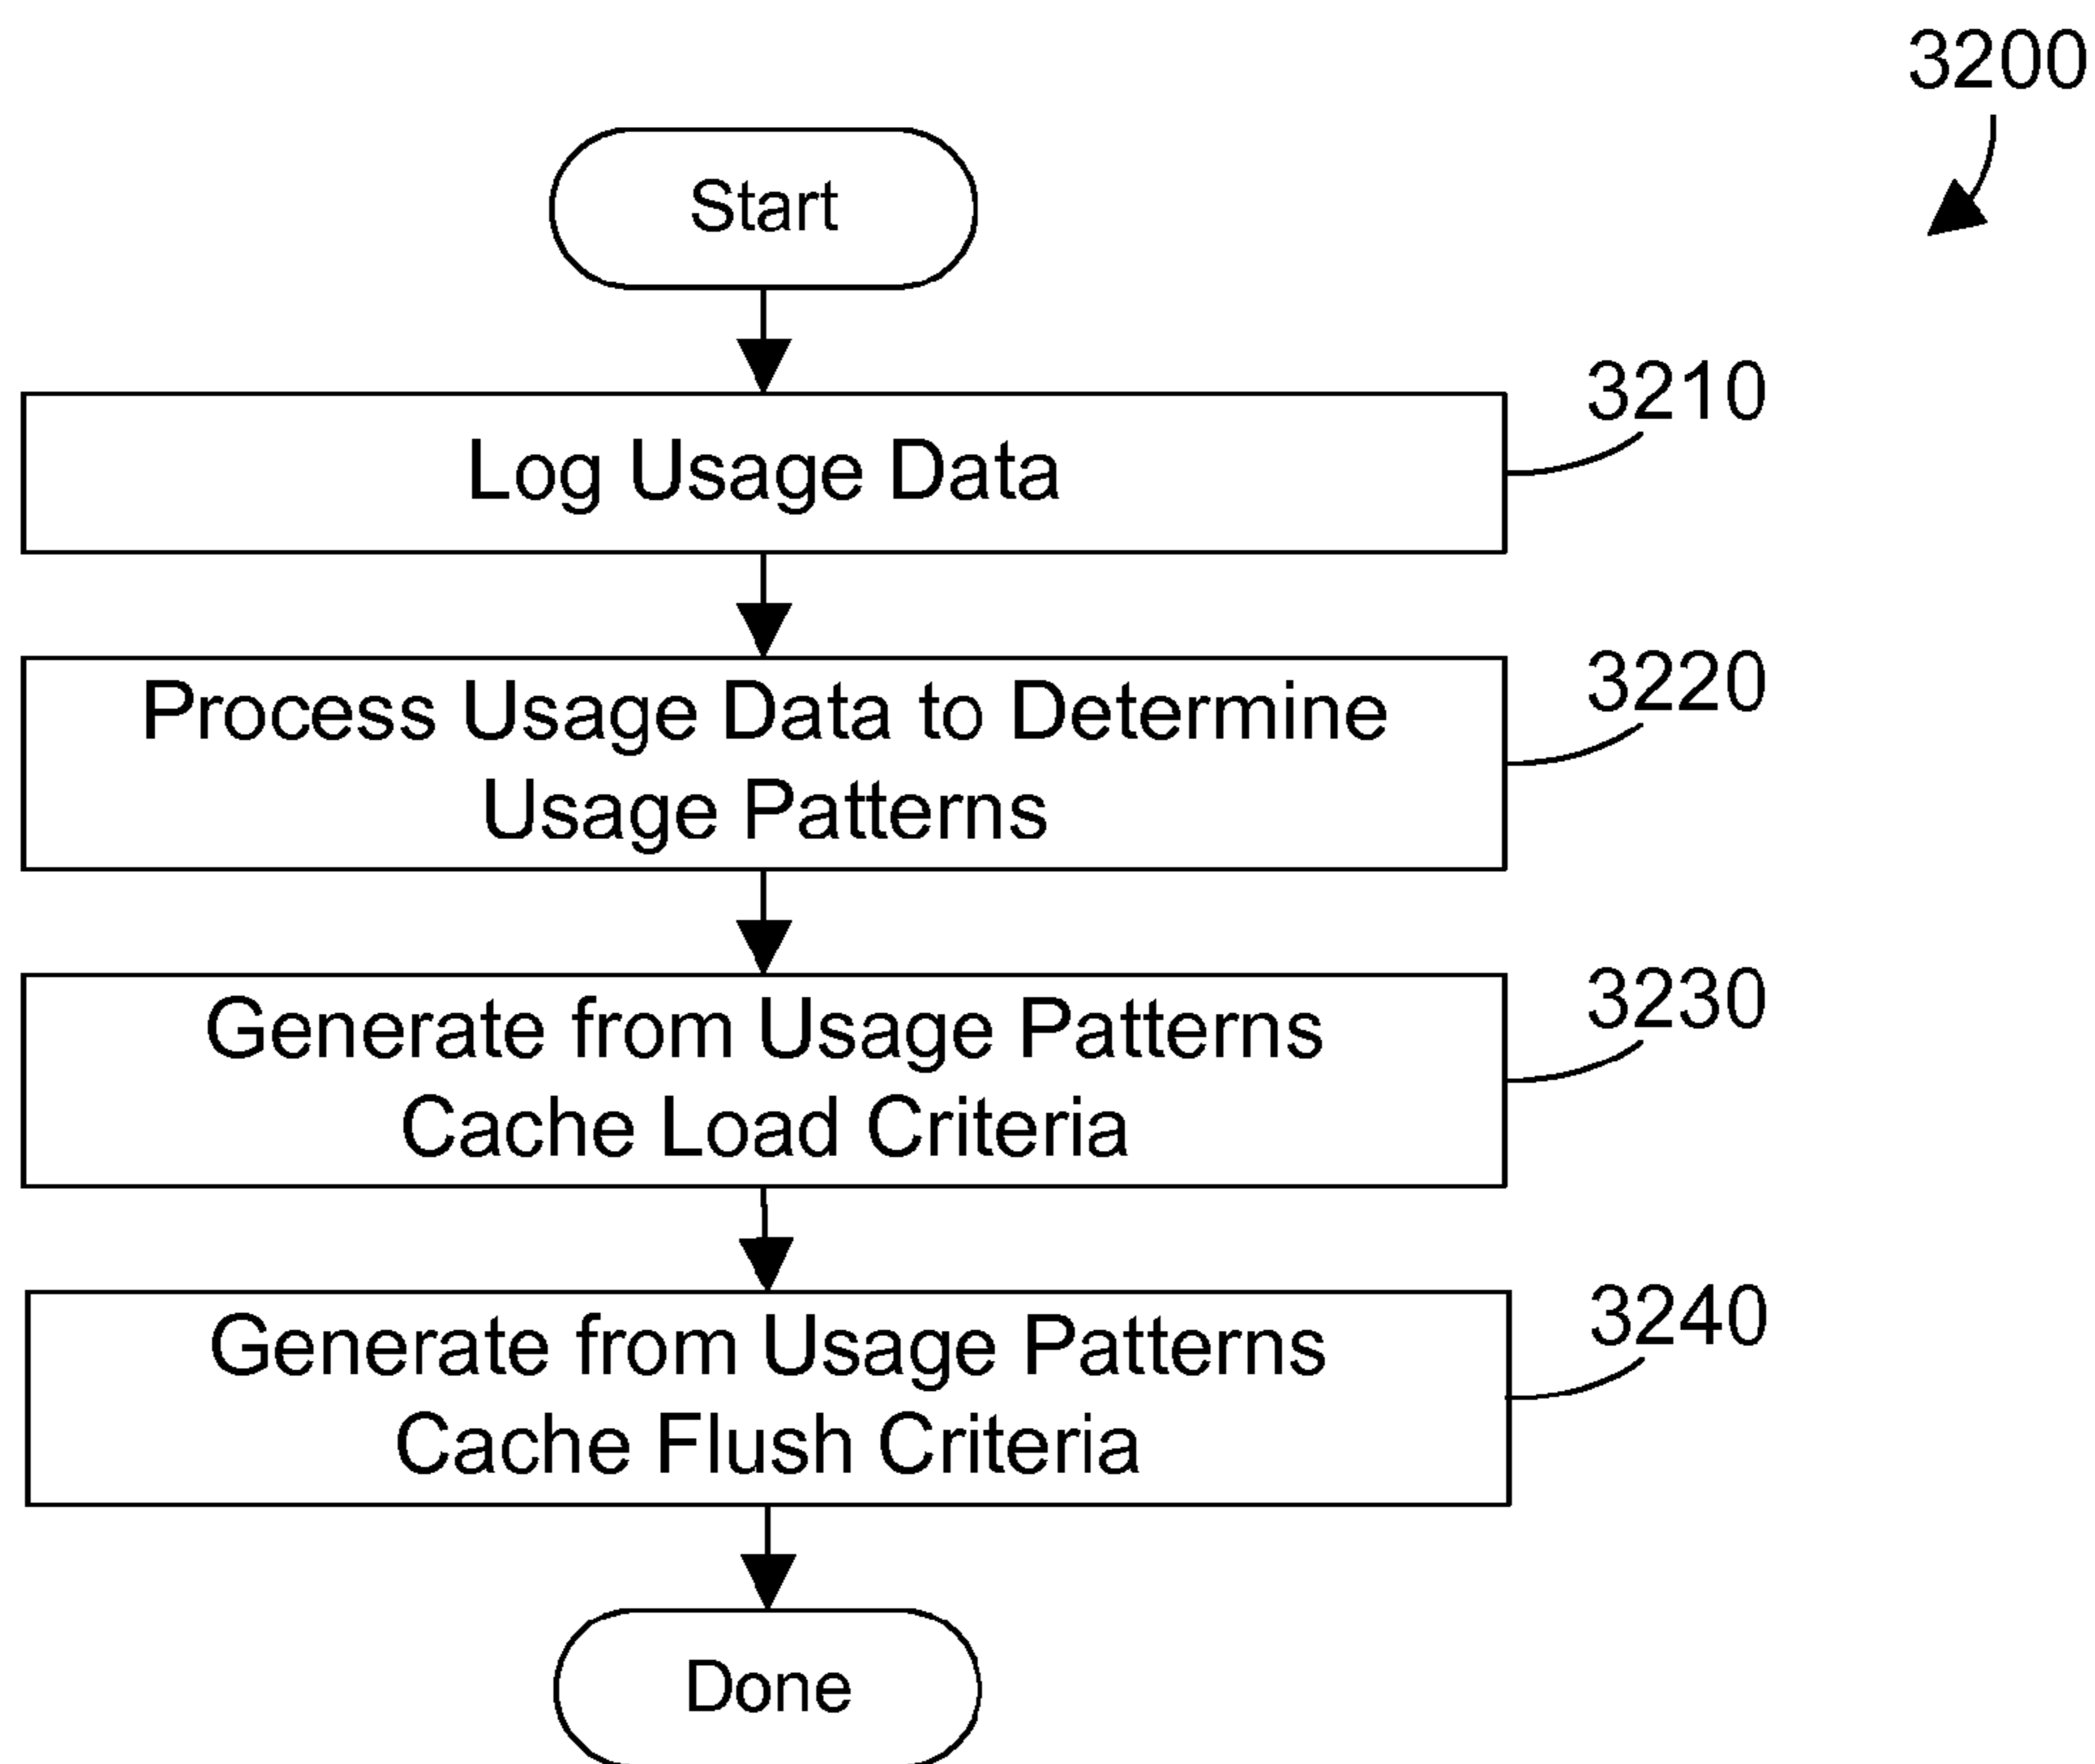 3200
Start
Log Usage Data
3210
Process Usage Data to Determine
Usage Patterns
3220
Generate from Usage Patterns
Cache Load Criteria
3230
Generate from Usage Patterns
Cache Flush Criteria
3240
Done